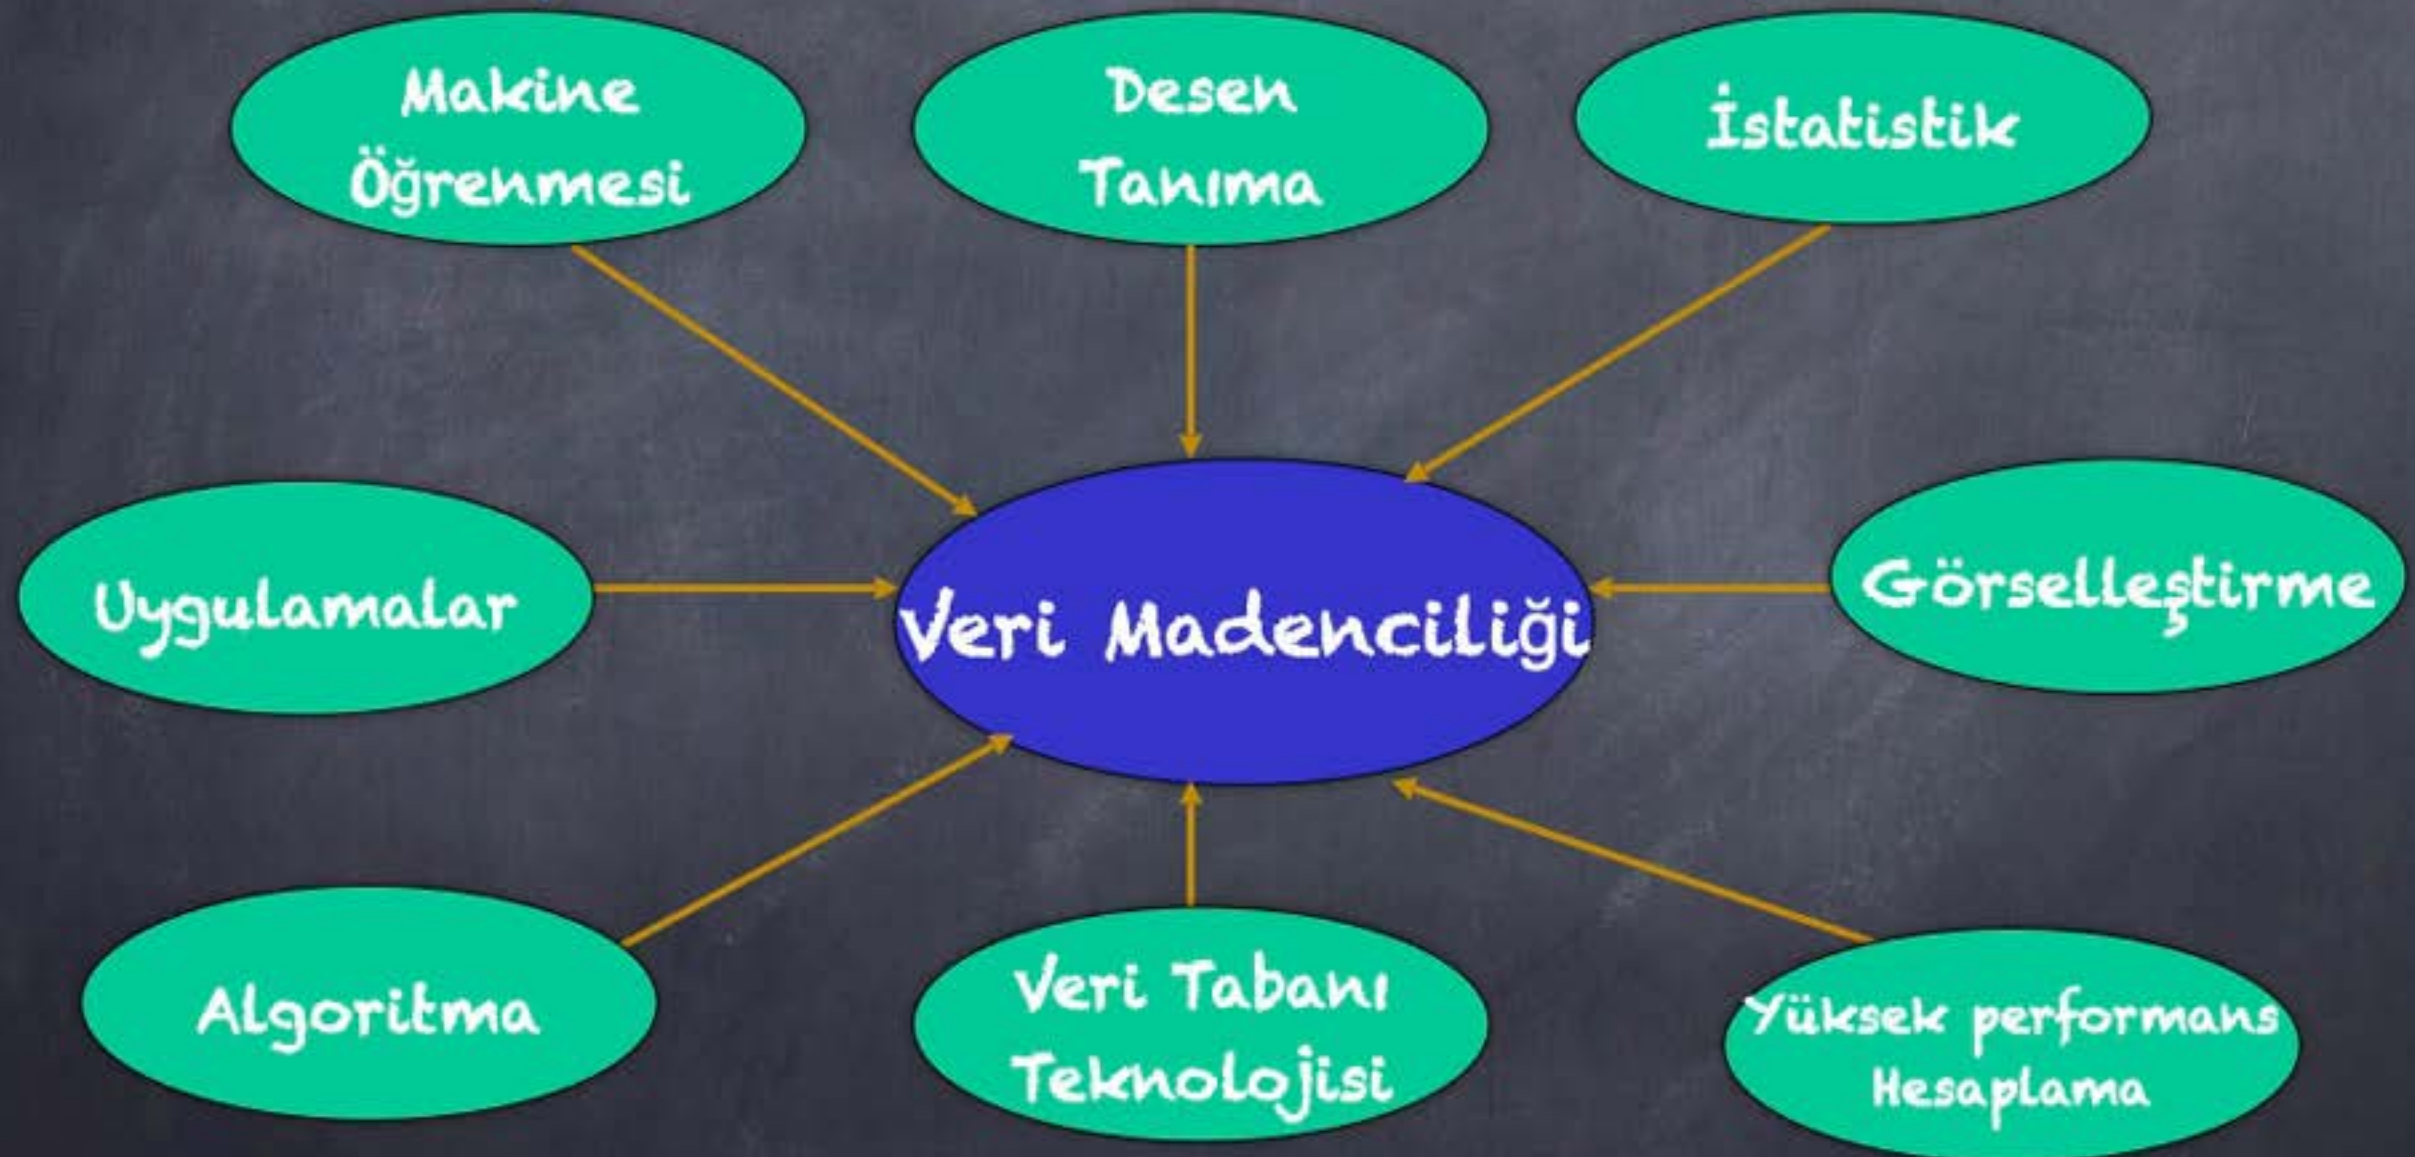 Makine
Öğrenmesi
Desen
Tanıma
İstatistik
Uygulamalar
Veri Madenciliği
Görselleştirme
Algoritma
Veri Tabanı
Teknolojisi
Yüksek performans
Hesaplama